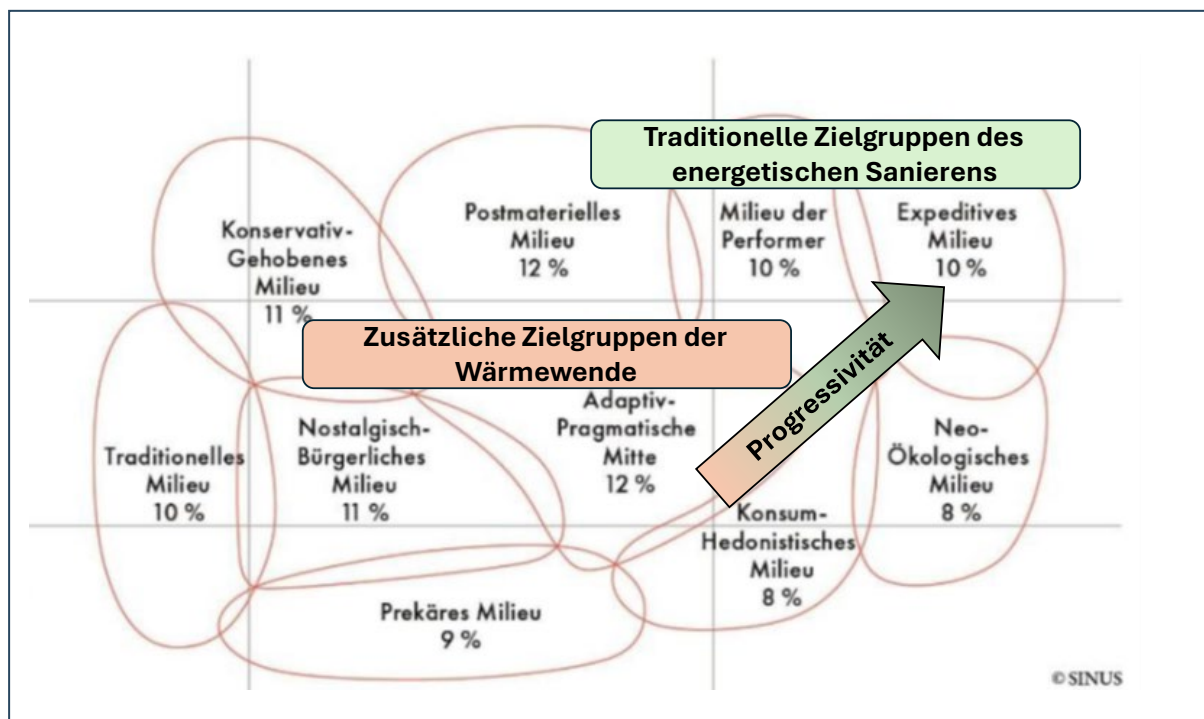 Traditionelle Zielgruppen des
energetischen Sanierens
Konservativ-
Gehobenes
Milieu
11 %
Postmaterielles
Milieu
12 %
Milieu der
Performer
10 %
Expeditives
Milieu
10 %
Zusätzliche Zielgruppen der
Wärmewende
Progressivität
Traditionelles
Milieu
10 %
Nostalgisch-
Bürgerliches
Milieu
11 %
Adaptiv-
Pragmatische
Mitte
12 %
Neo-
Ökologisches
Milieu
8 %
Konsum-
Hedonistisches
Milieu
8 %
Prekäres Milieu
9 %
© SINUS